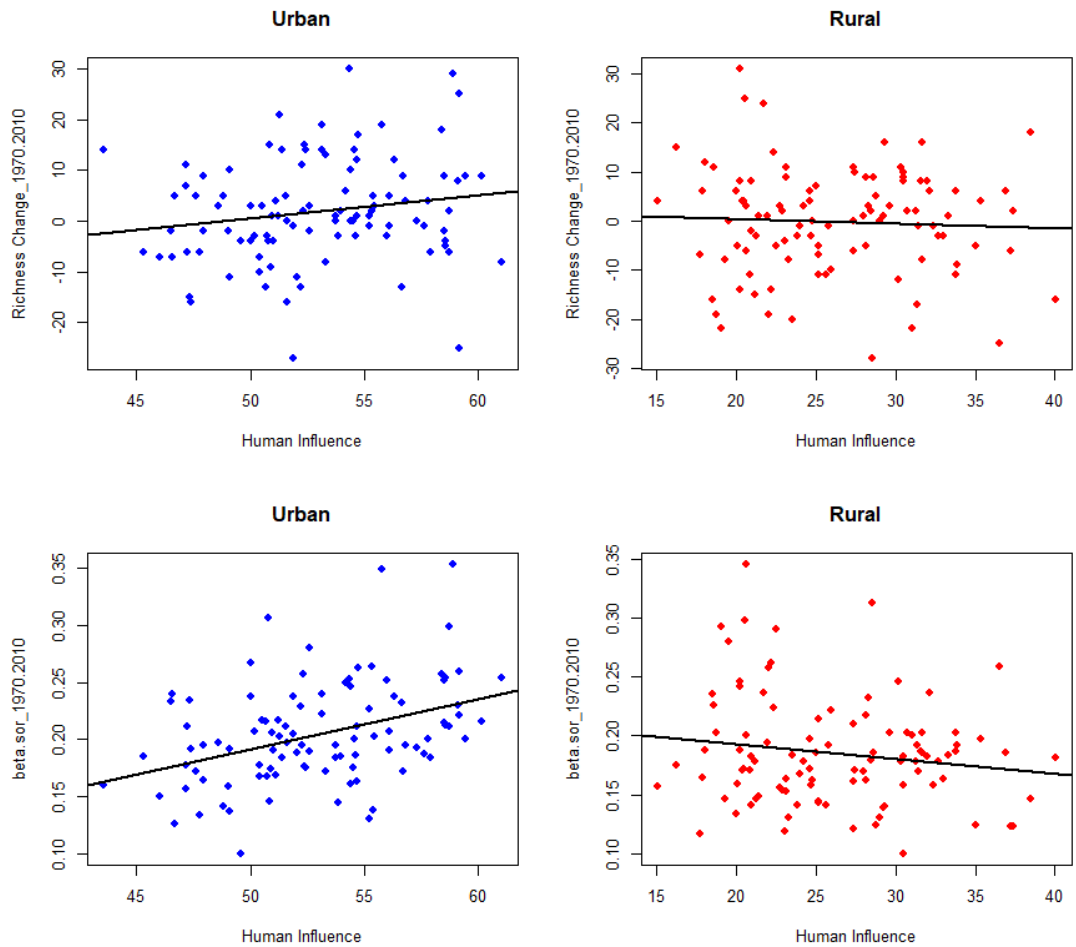 Urban
Richness Change_1970.2010
30
20
10
0
-10
-20
45 50 55 60
Human Influence
Rural
Richness Change_1970.2010
30
20
10
0
-10
-20
-30
15 20 25 30 35 40
Human Influence
Urban
beta.sor_1970.2010
0.35
0.30
0.25
0.20
0.15
0.10
45 50 55 60
Human Influence
Rural
beta.sor_1970.2010
0.35
0.30
0.25
0.20
0.15
0.10
15 20 25 30 35 40
Human Influence